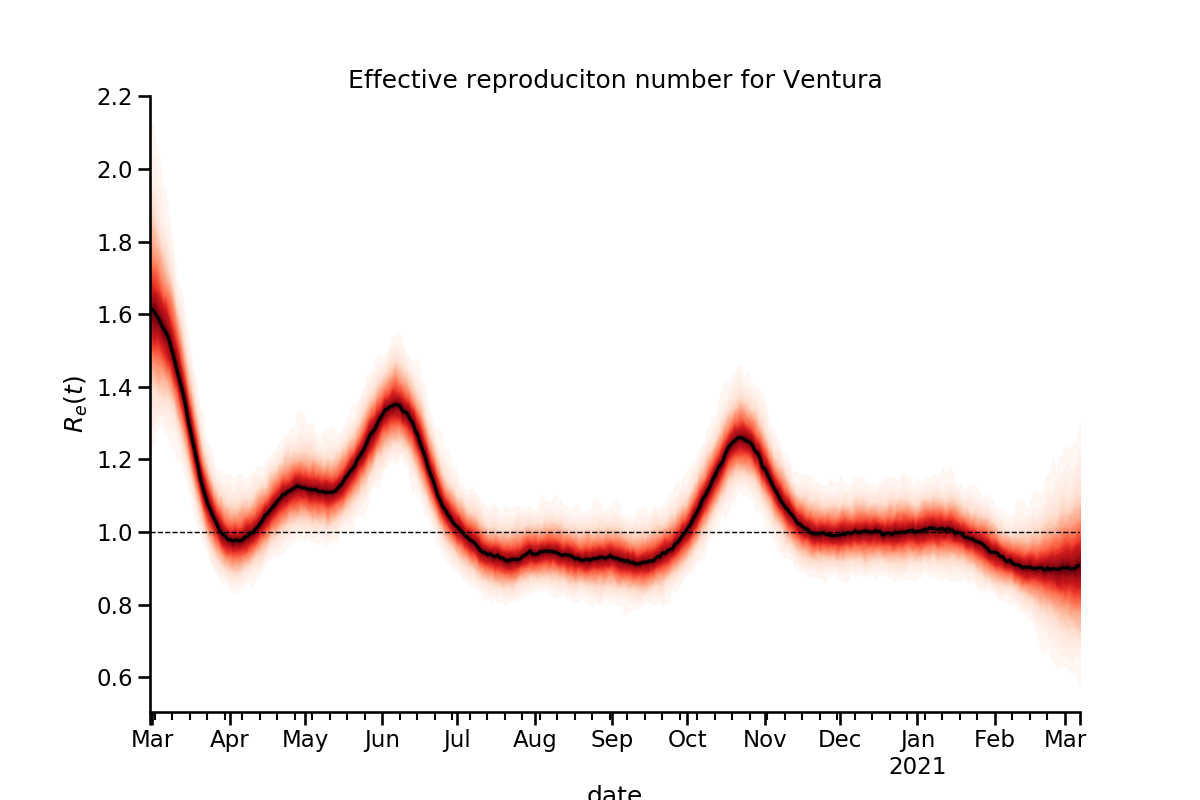 Effective reproduciton number for Ventura
2.2
2.0
1.8
1.6
1.4
1.2
1.0
0.8
0.6
R_e(t)
Mar Apr May Jun Jul Aug Sep Oct Nov Dec Jan Feb Mar
2021
date